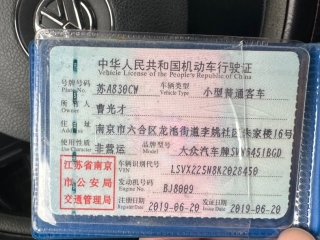 中华人民共和国机动车行驶证
Vehicle License of the People's Republic of China
号牌号码 苏A830CW 车辆类型 小型普通客车
Plate No. Vehicle Type
所有人 曹光才
Owner
住址 南京市六合区龙池街道李姚社区朱家楼16号
Address
使用性质 非营运 品牌型号 大众汽车牌SVW6451BGD
Use Character Model
江苏省南京市公安局交通管理局
车辆识别代号 LSVX225N8K2028450
VIN
发动机号码 BJ8009
Engine No.
注册日期 2019-06-20 发证日期 2019-06-20
Register Date Issue Date